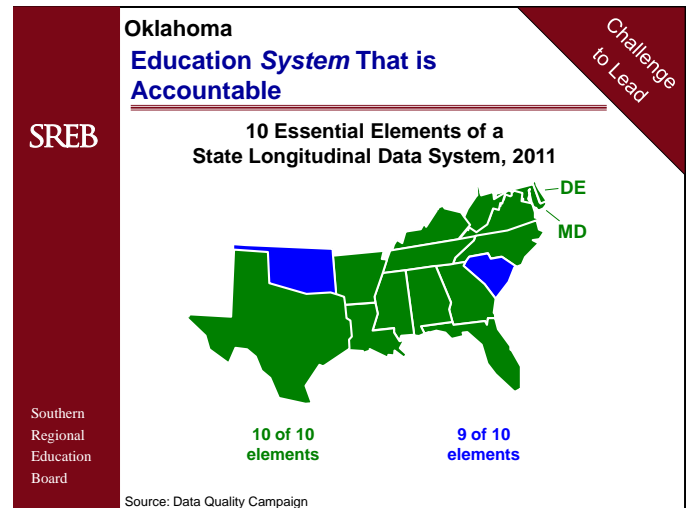 Oklahoma
Education System That is
Accountable
Challenge
to Lead
SREB
10 Essential Elements of a
State Longitudinal Data System, 2011
DE
MD
10 of 10
elements
9 of 10
elements
Southern
Regional
Education
Board
Source: Data Quality Campaign